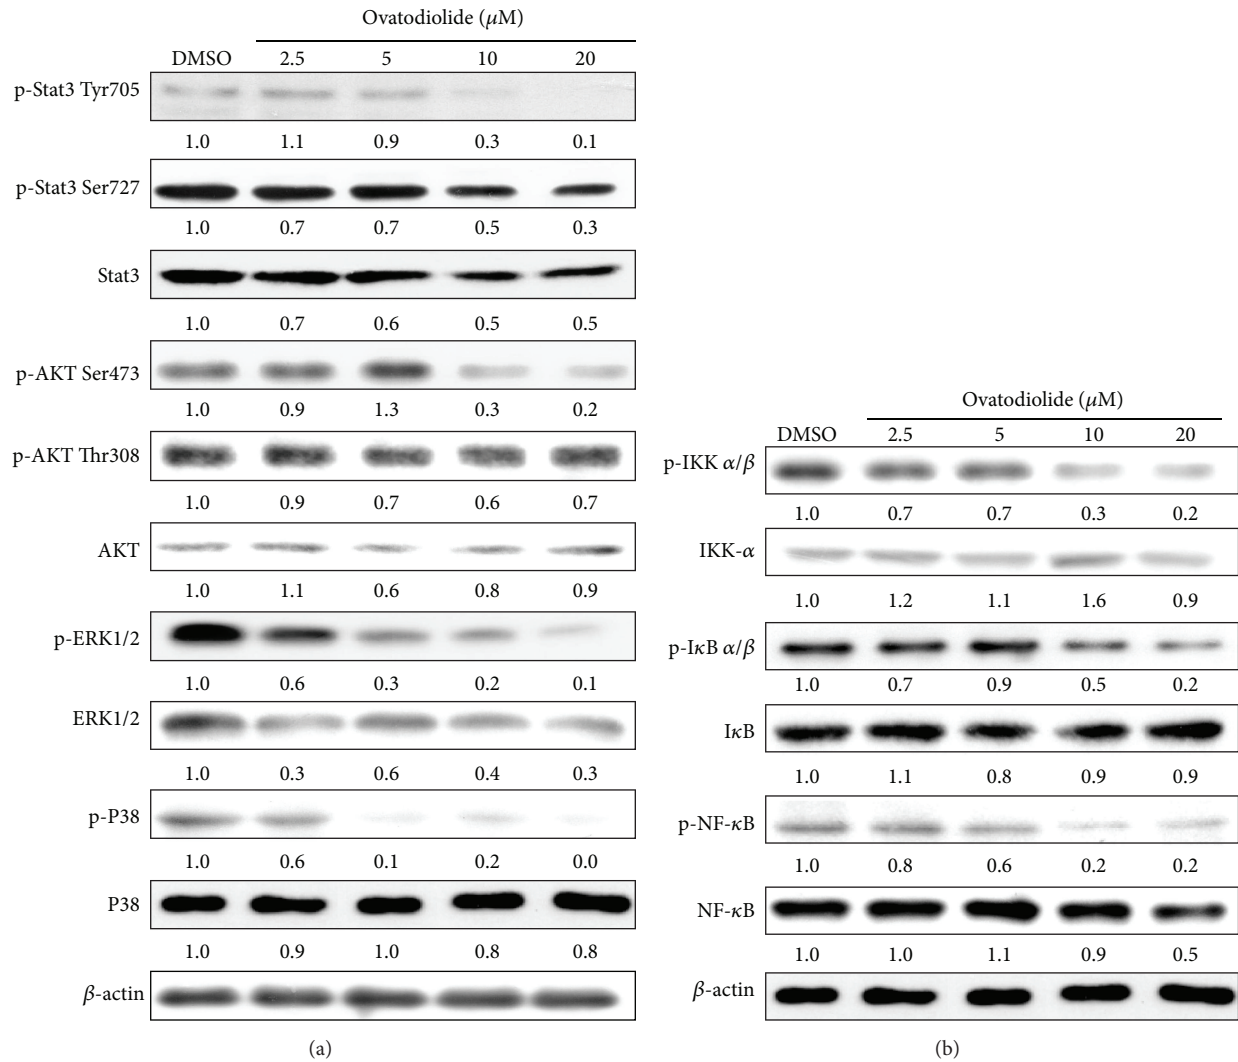 Ovatodiolide (μM)
DMSO 2.5 5 10 20
p-Stat3 Tyr705
1.0 1.1 0.9 0.3 0.1
p-Stat3 Ser727
1.0 0.7 0.7 0.5 0.3
Stat3
1.0 0.7 0.6 0.5 0.5
p-AKT Ser473
1.0 0.9 1.3 0.3 0.2
p-AKT Thr308
1.0 0.9 0.7 0.6 0.7
AKT
1.0 1.1 0.6 0.8 0.9
p-ERK1/2
1.0 0.6 0.3 0.2 0.1
ERK1/2
1.0 0.3 0.6 0.4 0.3
p-P38
1.0 0.6 0.1 0.2 0.0
P38
1.0 0.9 1.0 0.8 0.8
β-actin
(a)
Ovatodiolide (μM)
DMSO 2.5 5 10 20
p-IKK α/β
1.0 0.7 0.7 0.3 0.2
IKK-α
1.0 1.2 1.1 1.6 0.9
p-IκB α/β
1.0 0.7 0.9 0.5 0.2
IκB
1.0 1.1 0.8 0.9 0.9
p-NF-κB
1.0 0.8 0.6 0.2 0.2
NF-κB
1.0 1.0 1.1 0.9 0.5
β-actin
(b)